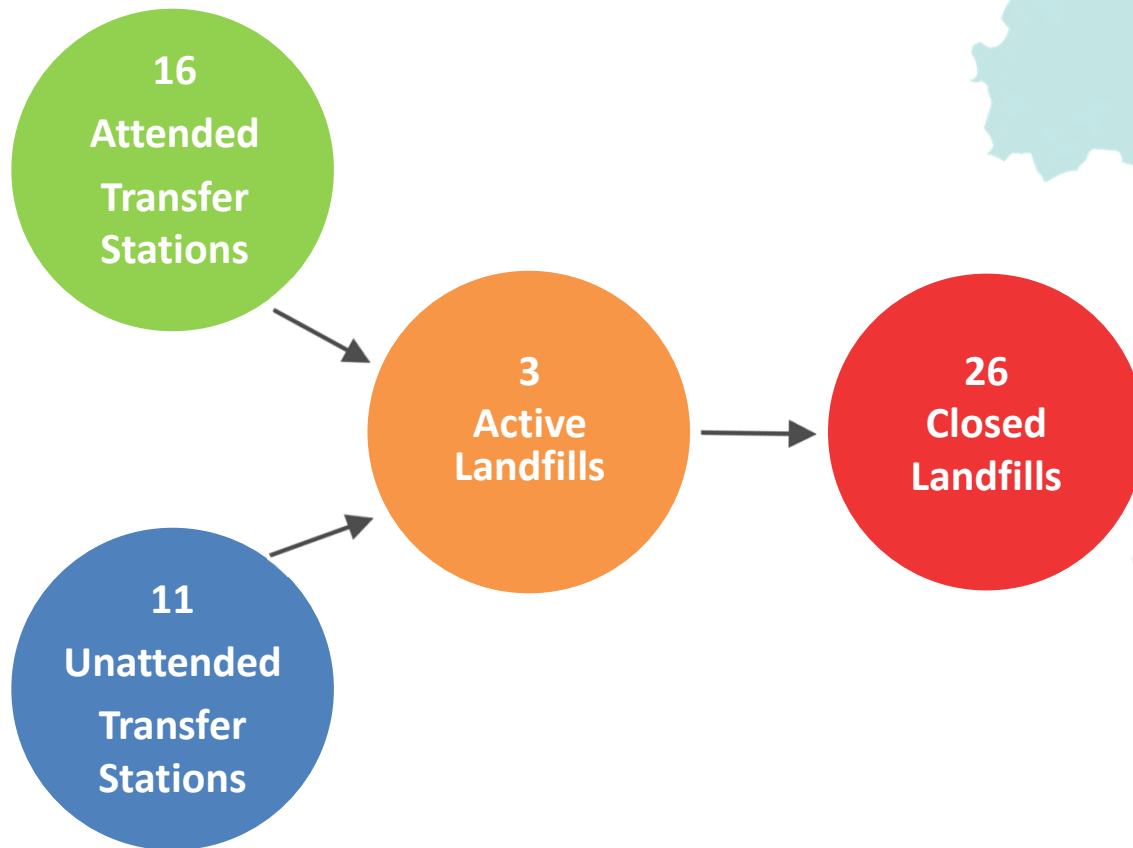 16
Attended
Transfer
Stations
3
Active
Landfills
26
Closed
Landfills
11
Unattended
Transfer
Stations